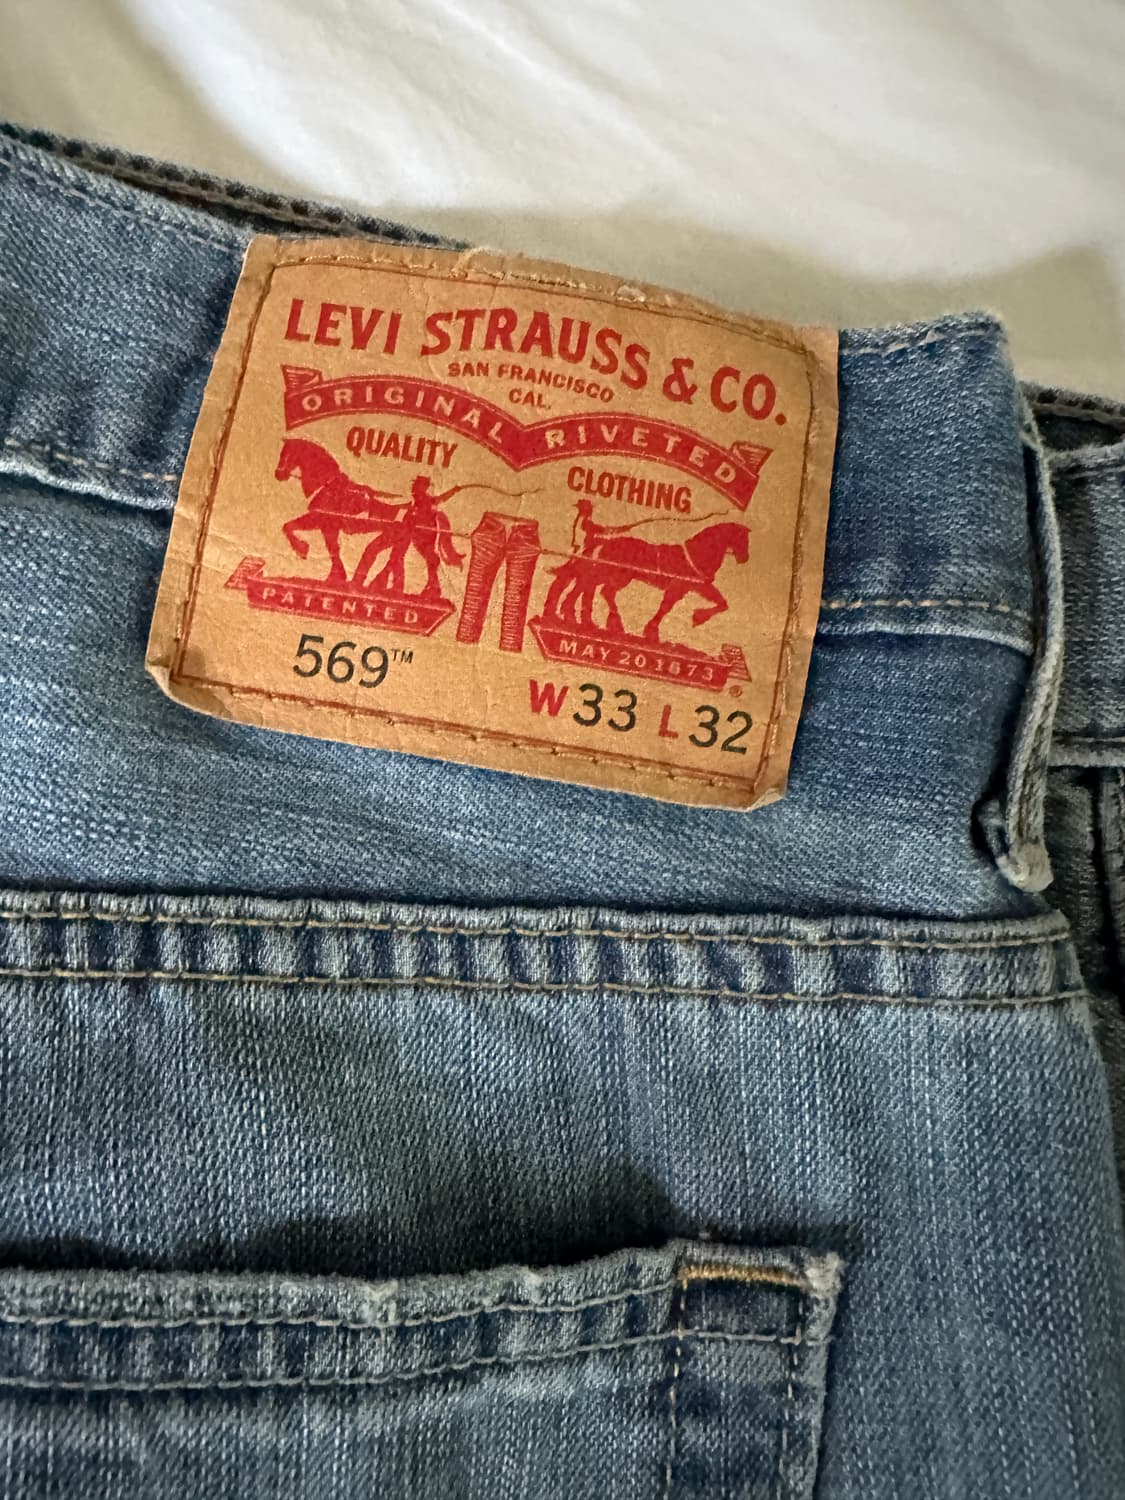 LEVI STRAUSS & CO.
SAN FRANCISCO
CAL.
ORIGINAL RIVETED
QUALITY
CLOTHING
PATENTED
MAY 20 1873
®
569™
W33 L32